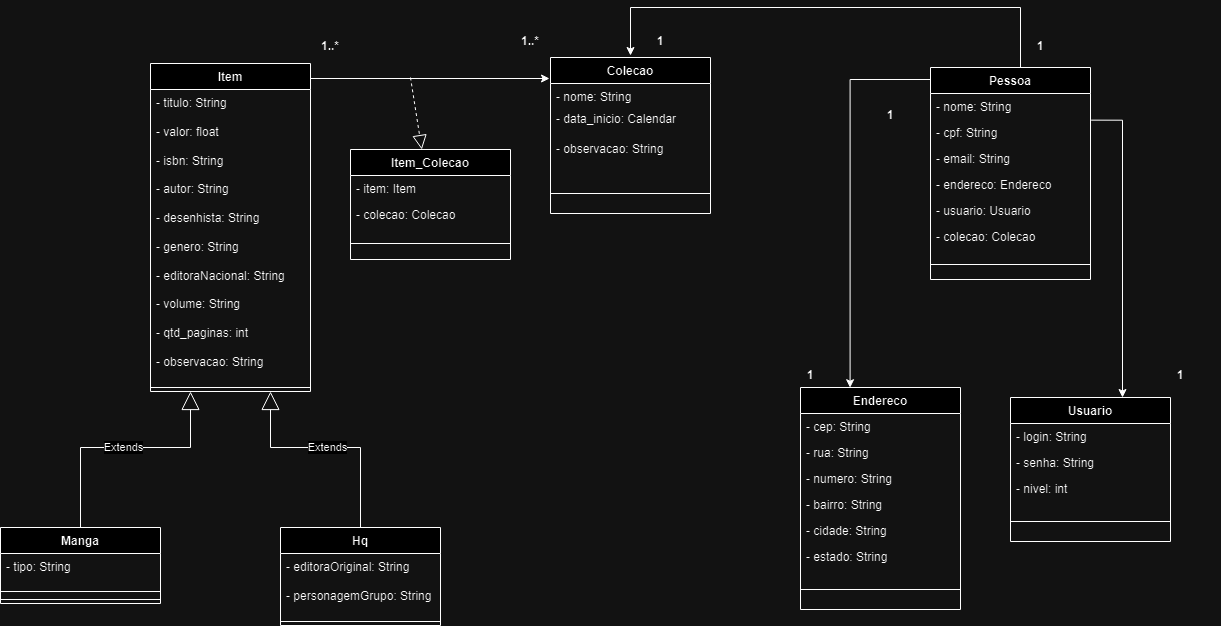 1..*
1..*
1
1
Item
- titulo: String
- valor: float
- isbn: String
- autor: String
- desenhista: String
- genero: String
- editoraNacional: String
- volume: String
- qtd_paginas: int
- observacao: String
Item_Colecao
- item: Item
- colecao: Colecao
Colecao
- nome: String
- data_inicio: Calendar
- observacao: String
Pessoa
- nome: String
- cpf: String
- email: String
- endereco: Endereco
- usuario: Usuario
- colecao: Colecao
1
1
1
Extends
Extends
Manga
- tipo: String
Hq
- editoraOriginal: String
- personagemGrupo: String
Endereco
- cep: String
- rua: String
- numero: String
- bairro: String
- cidade: String
- estado: String
Usuario
- login: String
- senha: String
- nivel: int